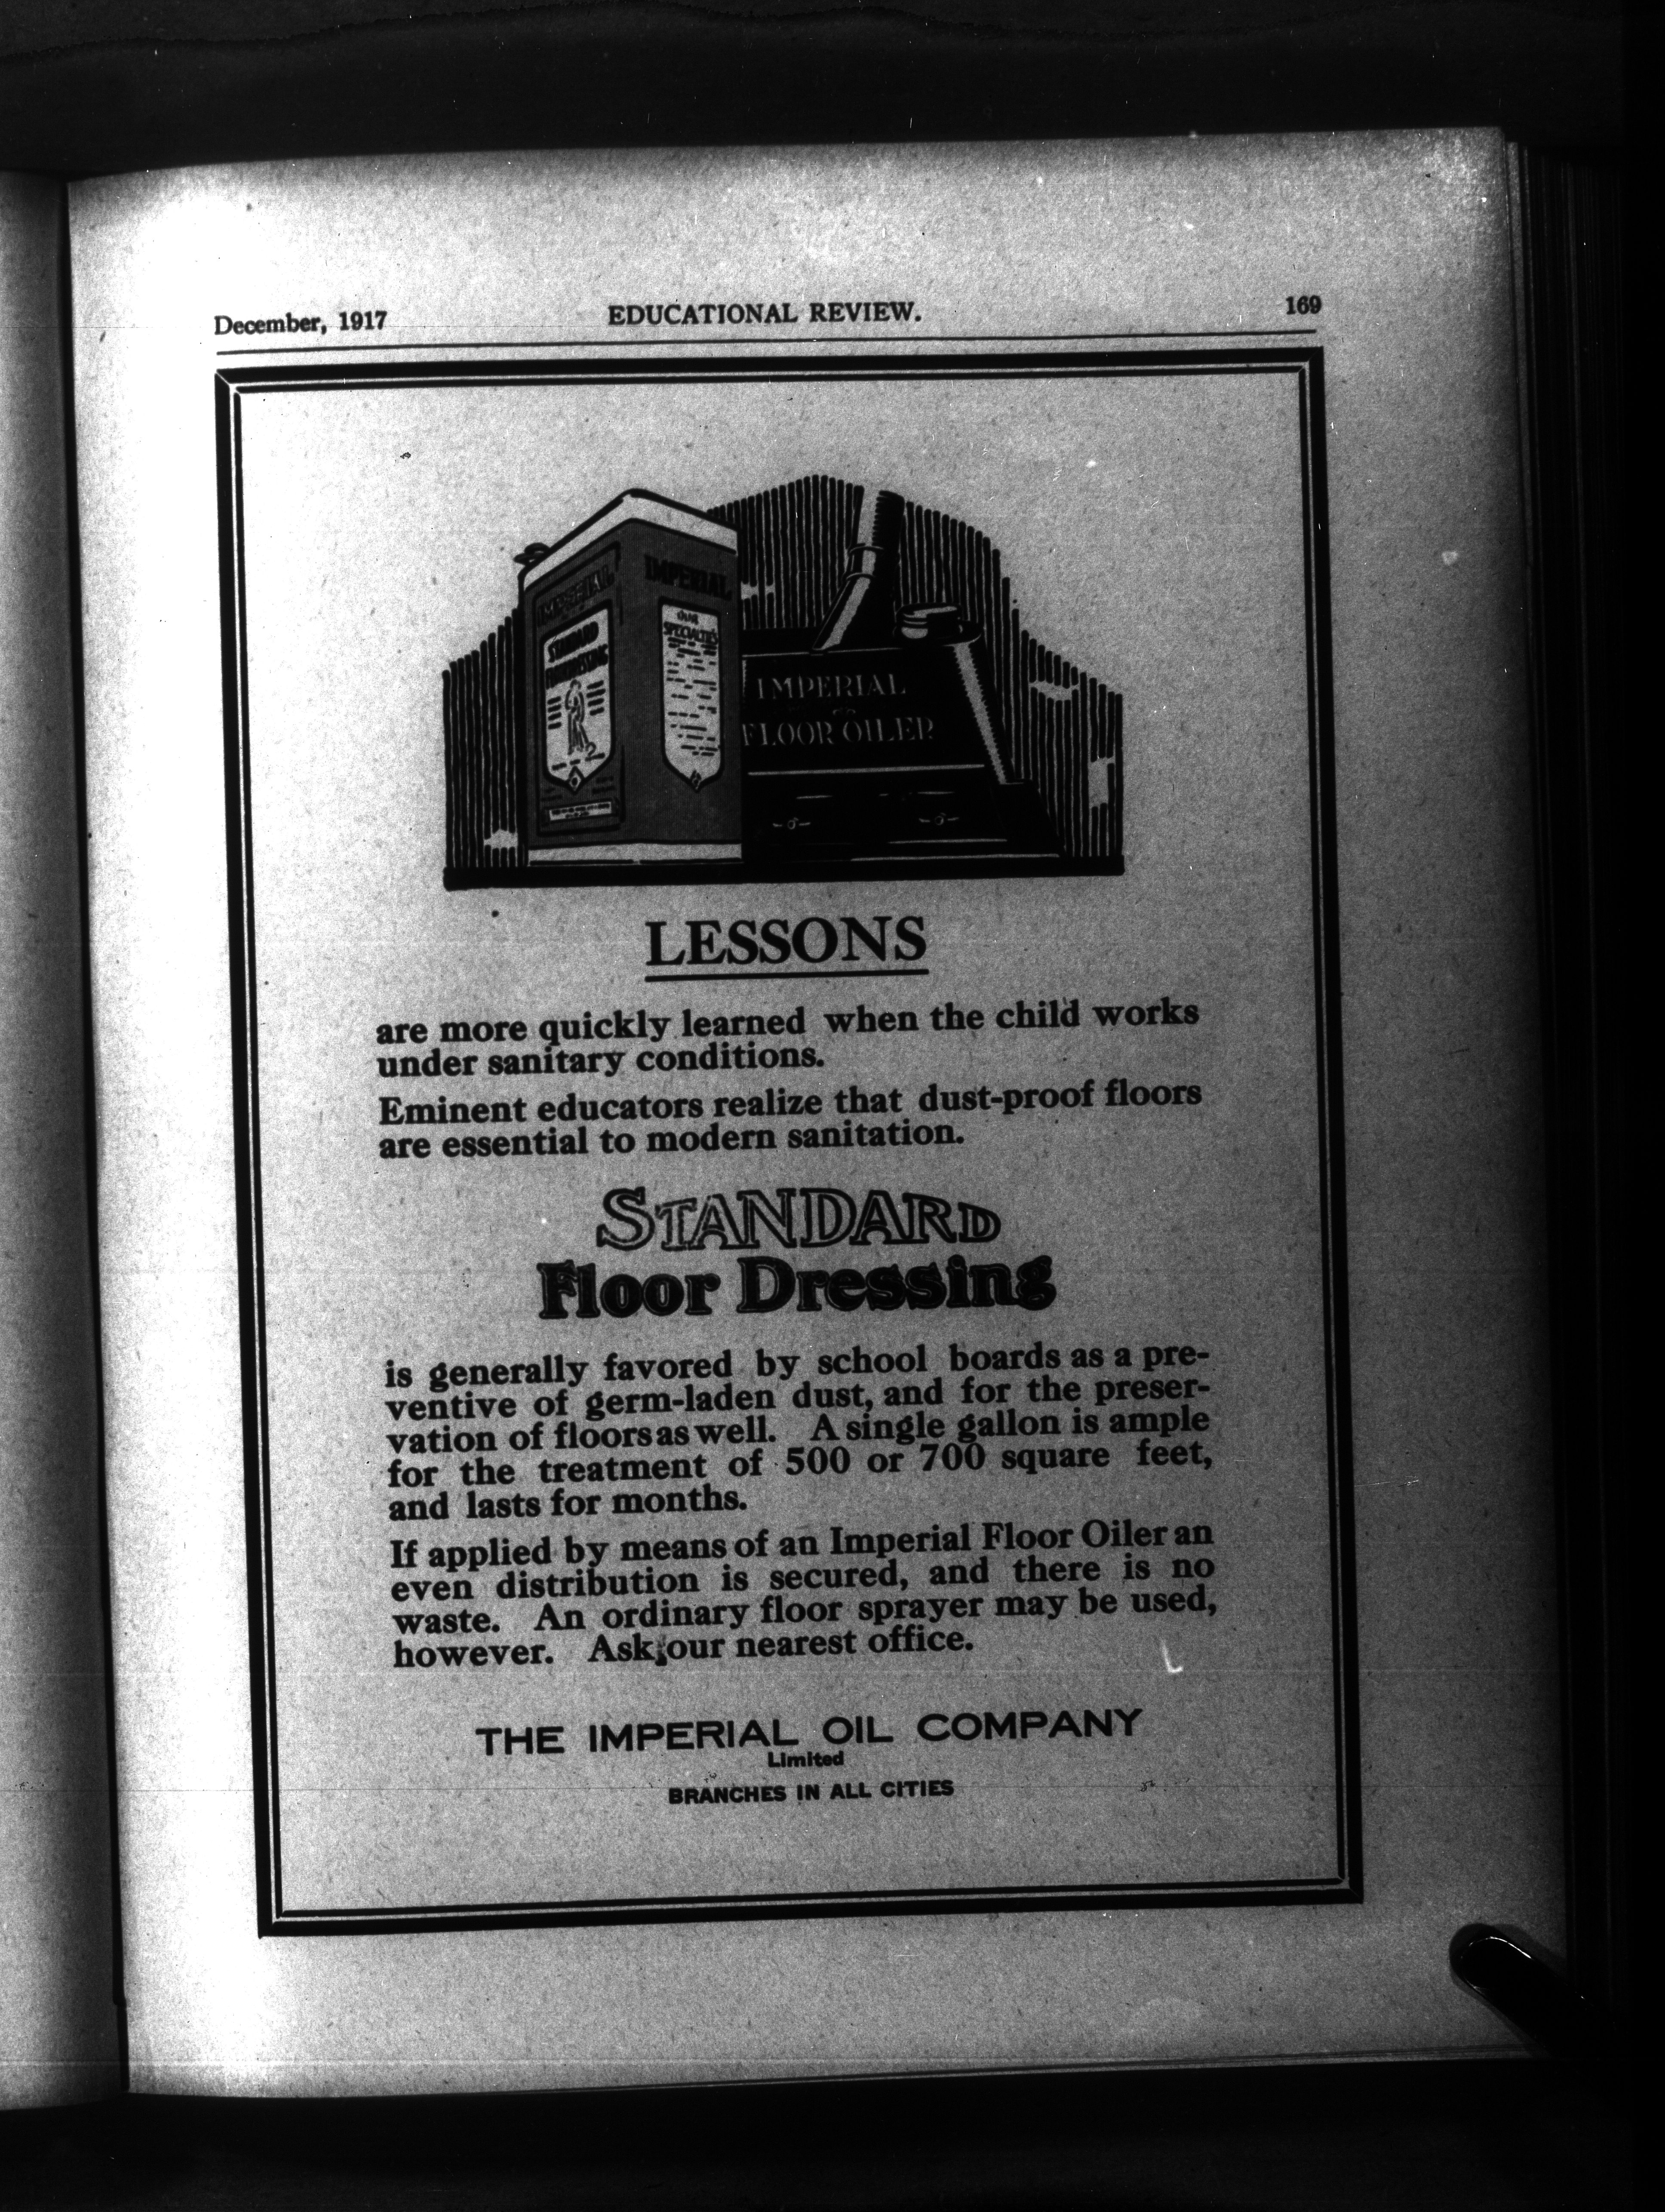 December, 1917 EDUCATIONAL REVIEW. 169
IMPERIAL IMPERIAL
STANDARD
OUR
SPECIALTIES
IMPERIAL
FLOOR OILER
LESSONS
are more quickly learned when the child works
under sanitary conditions.
Eminent educators realize that dust-proof floors
are essential to modern sanitation.
STANDARD
Floor Dressing
is generally favored by school boards as a pre-
ventive of germ-laden dust, and for the preser-
vation of floors as well. A single gallon is ample
for the treatment of 500 or 700 square feet,
and lasts for months.
If applied by means of an Imperial Floor Oiler an
even distribution is secured, and there is no
waste. An ordinary floor sprayer may be used,
however. Ask our nearest office.
THE IMPERIAL OIL COMPANY
Limited
BRANCHES IN ALL CITIES